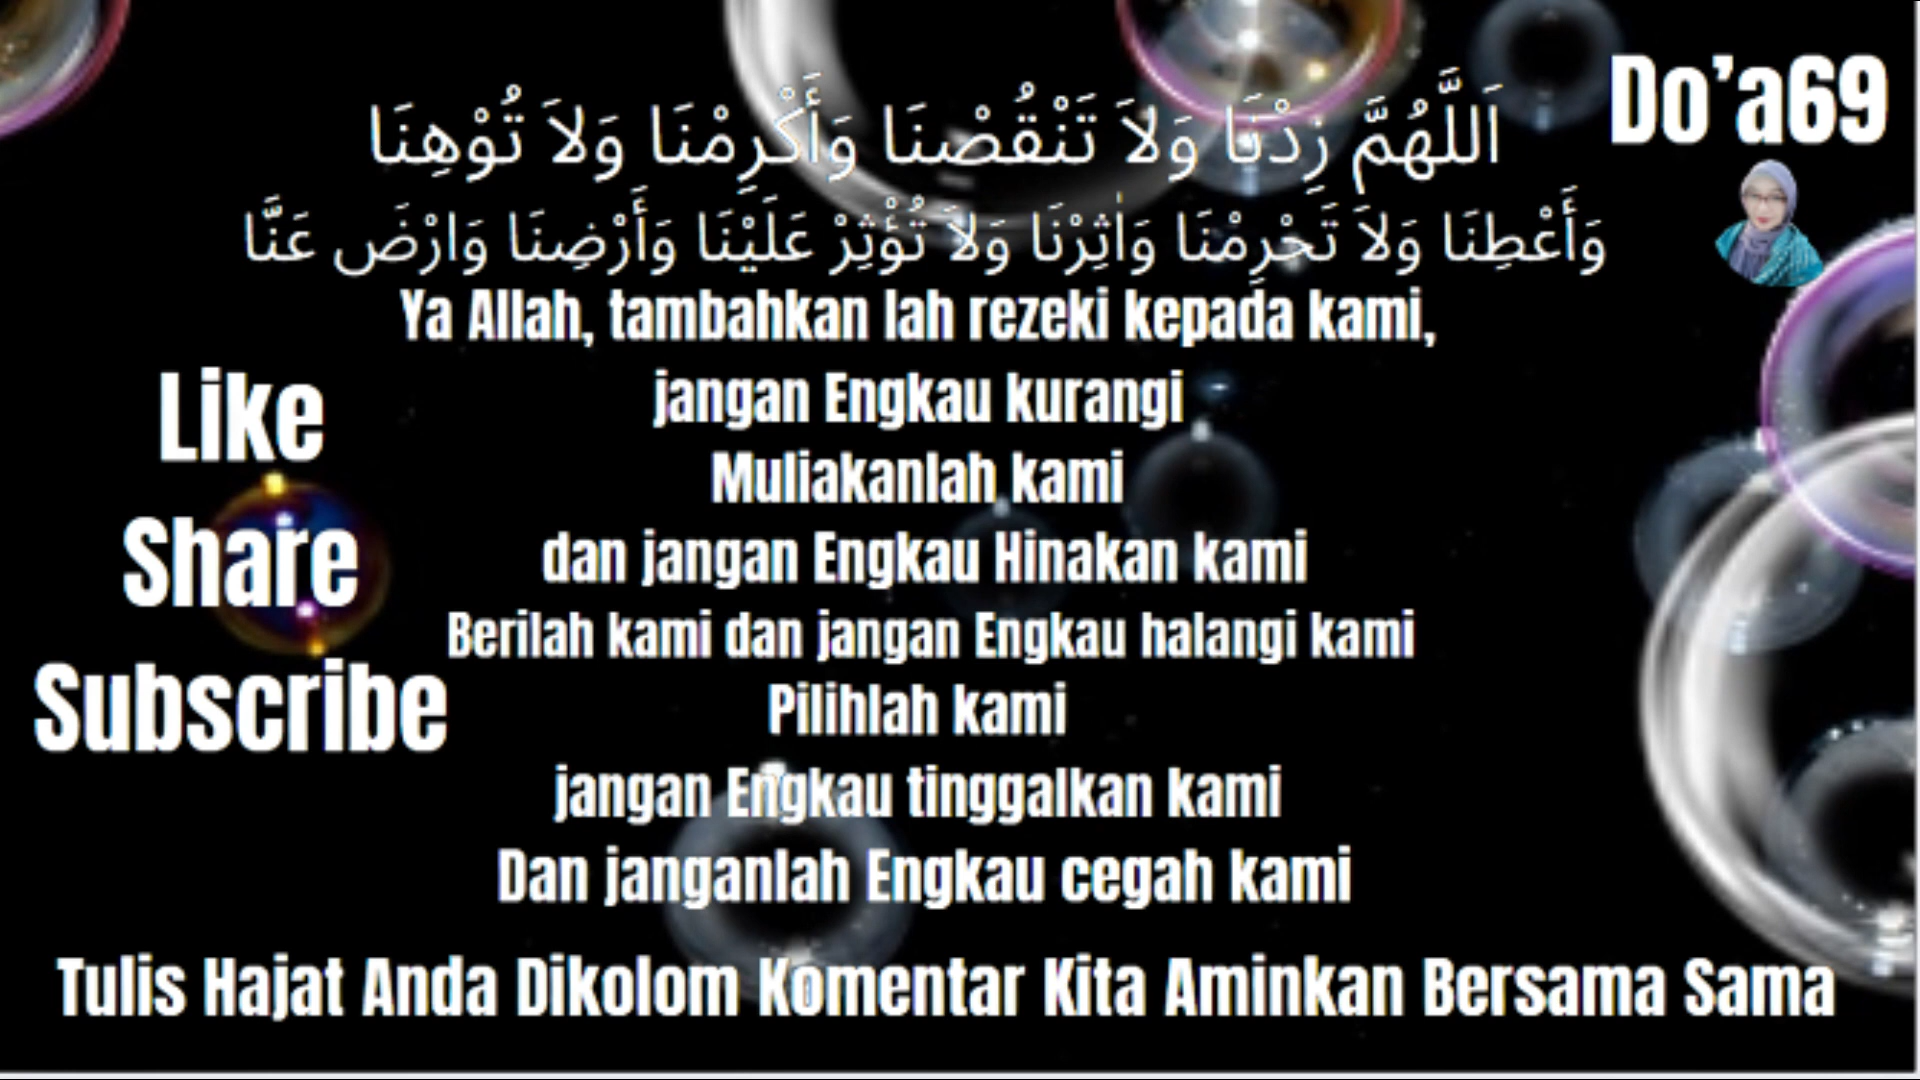 Do’a69
اَللَّهُمَّ زِدْنَا وَلاَ تَنْقُصْنَا وَأَكْرِمْنَا وَلاَ تُوْهِنَا
وَأَعْطِنَا وَلاَ تَحْرِمْنَا وَاٰثِرْنَا وَلاَ تُؤْثِرْ عَلَيْنَا وَأَرْضِنَا وَارْضَ عَنَّا
Ya Allah, tambahkan lah rezeki kepada kami,
jangan Engkau kurangi
Muliakanlah kami
dan jangan Engkau Hinakan kami
Berilah kami dan jangan Engkau halangi kami
Pilihlah kami
jangan Engkau tinggalkan kami
Dan janganlah Engkau cegah kami
Like
Share
Subscribe
Tulis Hajat Anda Dikolom Komentar Kita Aminkan Bersama Sama